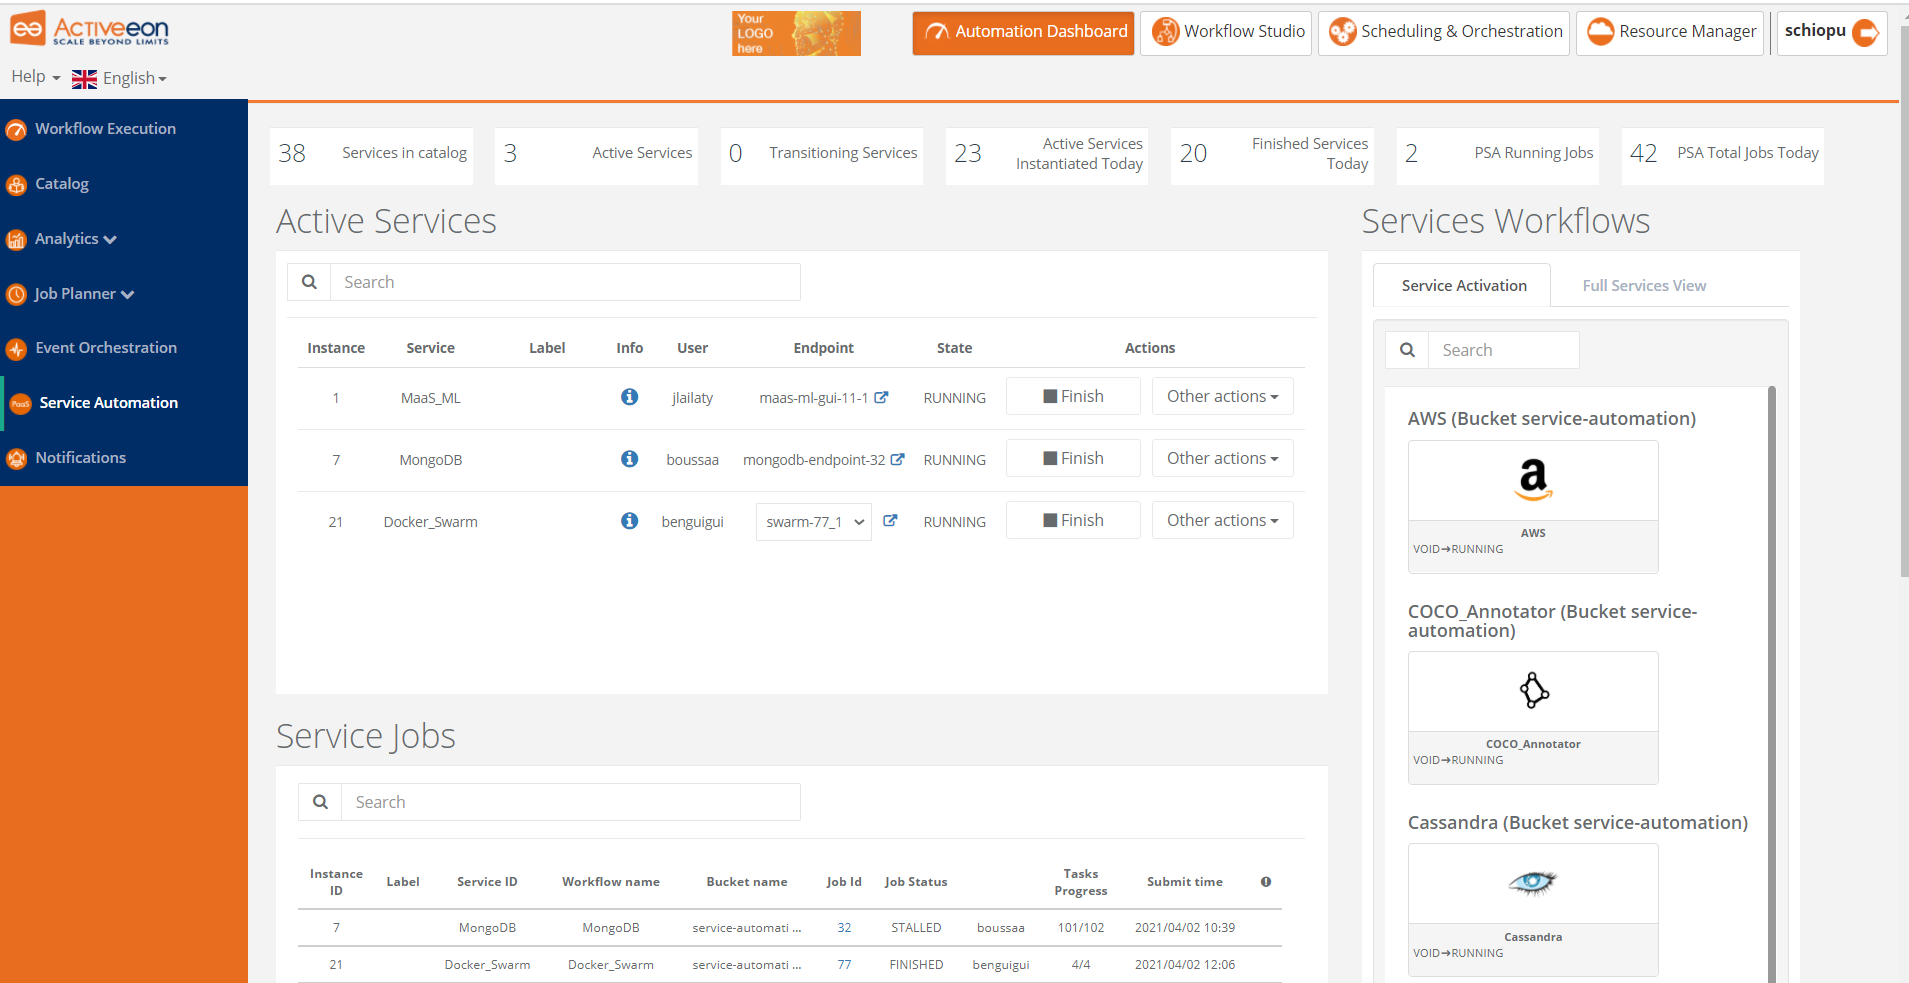 Activeeon
SCALE BEYOND LIMITS
Your
LOGO
here
Automation Dashboard
Workflow Studio
Scheduling & Orchestration
Resource Manager
schiopu
Help
English
Workflow Execution
Catalog
Analytics
Job Planner
Event Orchestration
PaaS
Service Automation
Notifications
38 Services in catalog
3 Active Services
0 Transitioning Services
23 Active Services
Instantiated Today
20 Finished Services
Today
2 PSA Running Jobs
42 PSA Total Jobs Today
Active Services
Search
Instance Service Label Info User Endpoint State Actions
1 MaaS_ML jlailaty maas-ml-gui-11-1 RUNNING Finish Other actions
7 MongoDB boussaa mongodb-endpoint-32 RUNNING Finish Other actions
21 Docker_Swarm benguigui swarm-77_1 RUNNING Finish Other actions
Service Jobs
Search
Instance
ID Label Service ID Workflow name Bucket name Job Id Job Status Tasks
Progress Submit time
7 MongoDB MongoDB service-automati ... 32 STALLED boussaa 101/102 2021/04/02 10:39
21 Docker_Swarm Docker_Swarm service-automati ... 77 FINISHED benguigui 4/4 2021/04/02 12:06
Services Workflows
Service Activation
Full Services View
Search
AWS (Bucket service-automation)
a
AWS
VOID➔RUNNING
COCO_Annotator (Bucket service-
automation)
COCO_Annotator
VOID➔RUNNING
Cassandra (Bucket service-automation)
Cassandra
VOID➔RUNNING